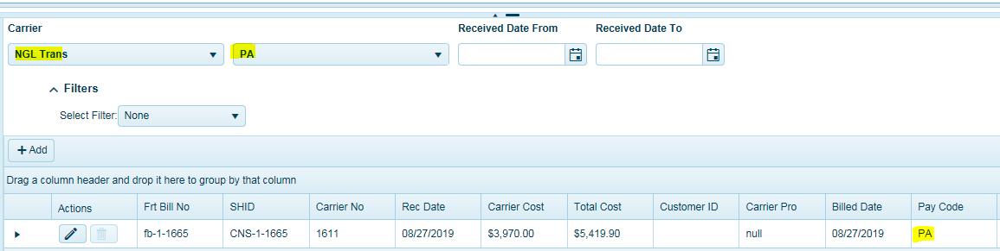 Carrier Received Date From Received Date To
NGL Trans PA
Filters
Select Filter: None
+ Add
Drag a column header and drop it here to group by that column
Actions Frt Bill No SHID Carrier No Rec Date Carrier Cost Total Cost Customer ID Carrier Pro Billed Date Pay Code
fb-1-1665 CNS-1-1665 1611 08/27/2019 $3,970.00 $5,419.90 null 08/27/2019 PA